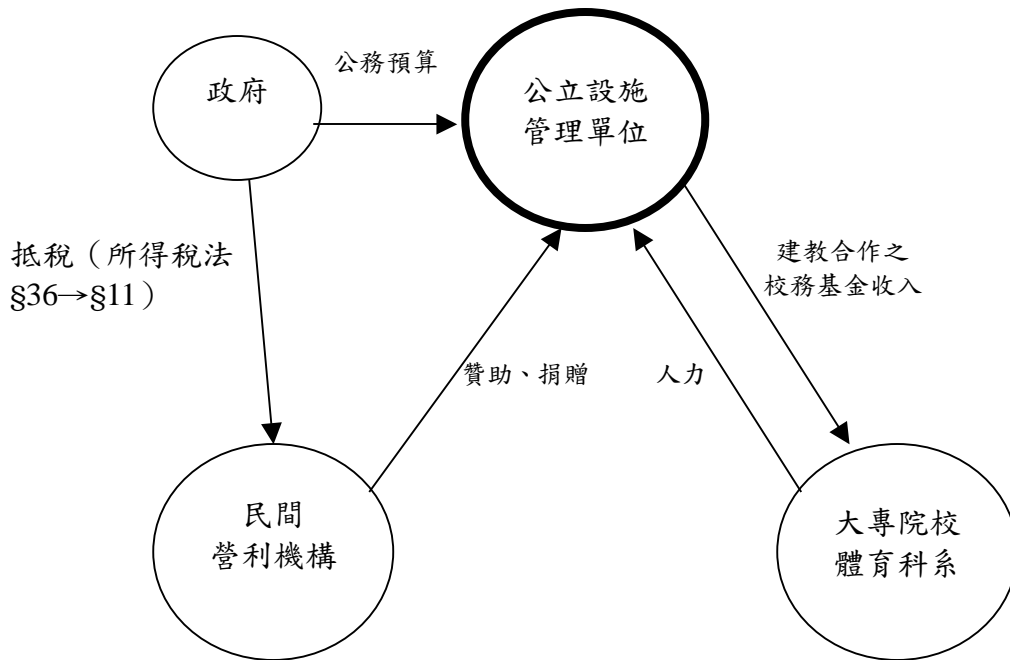 政府
公務預算
公立設施
管理單位
抵稅（所得稅法
§36→§11）
建教合作之
校務基金收入
贊助、捐贈
人力
民間
營利機構
大專院校
體育科系